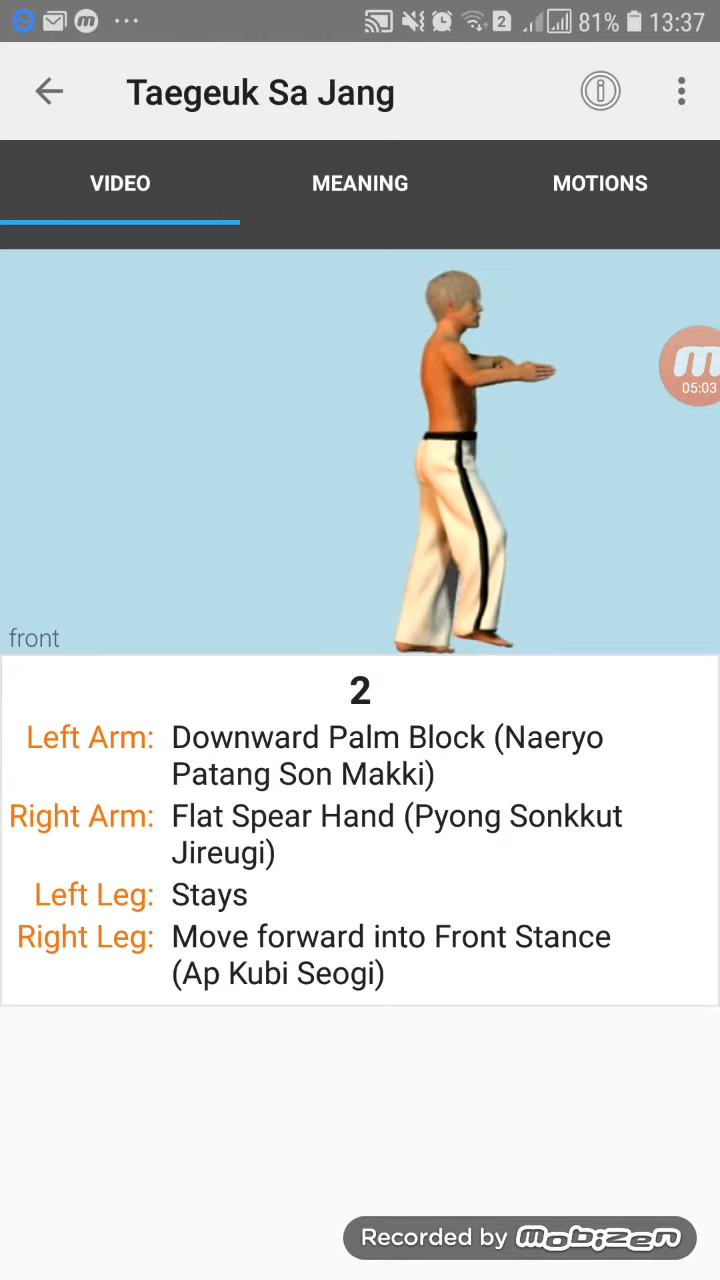 2 81% 13:37
Taegeuk Sa Jang
VIDEO MEANING MOTIONS
05:03
front
2
Left Arm: Downward Palm Block (Naeryo
Patang Son Makki)
Right Arm: Flat Spear Hand (Pyong Sonkkut
Jireugi)
Left Leg: Stays
Right Leg: Move forward into Front Stance
(Ap Kubi Seogi)
Recorded by mobizen